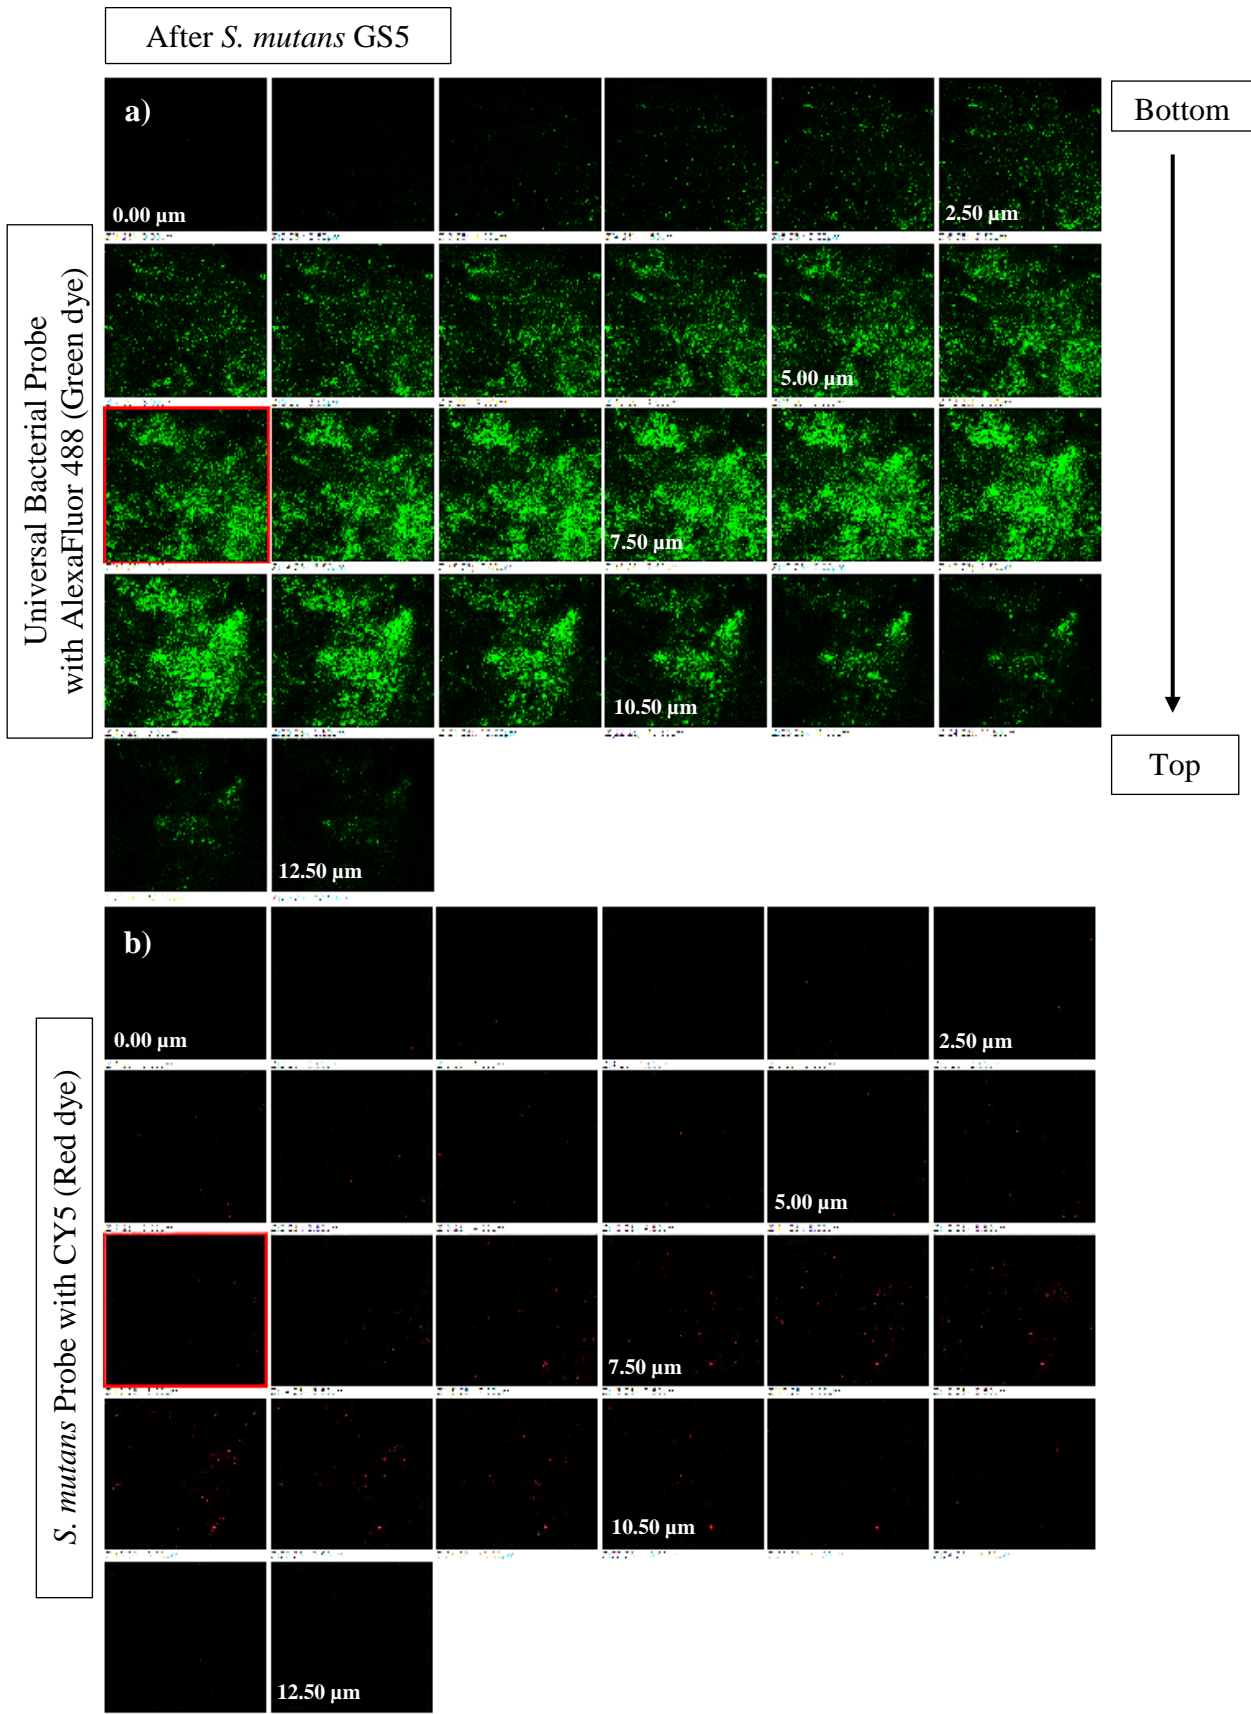 After S. mutans GS5
a)
Bottom
0.00 µm
2.50 µm
Universal Bacterial Probe
with AlexaFluor 488 (Green dye)
5.00 µm
7.50 µm
10.50 µm
Top
12.50 µm
b)
0.00 µm
2.50 µm
S. mutans Probe with CY5 (Red dye)
5.00 µm
7.50 µm
10.50 µm
12.50 µm